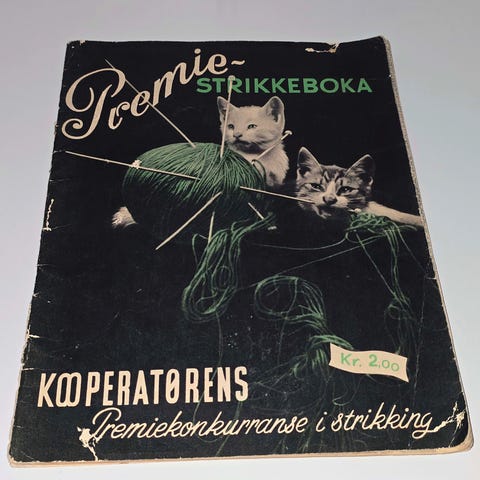 Premie-
STRIKKEBOKA
Kr. 2,00
KOOPERATØRENS
Premiekonkurranse i strikking